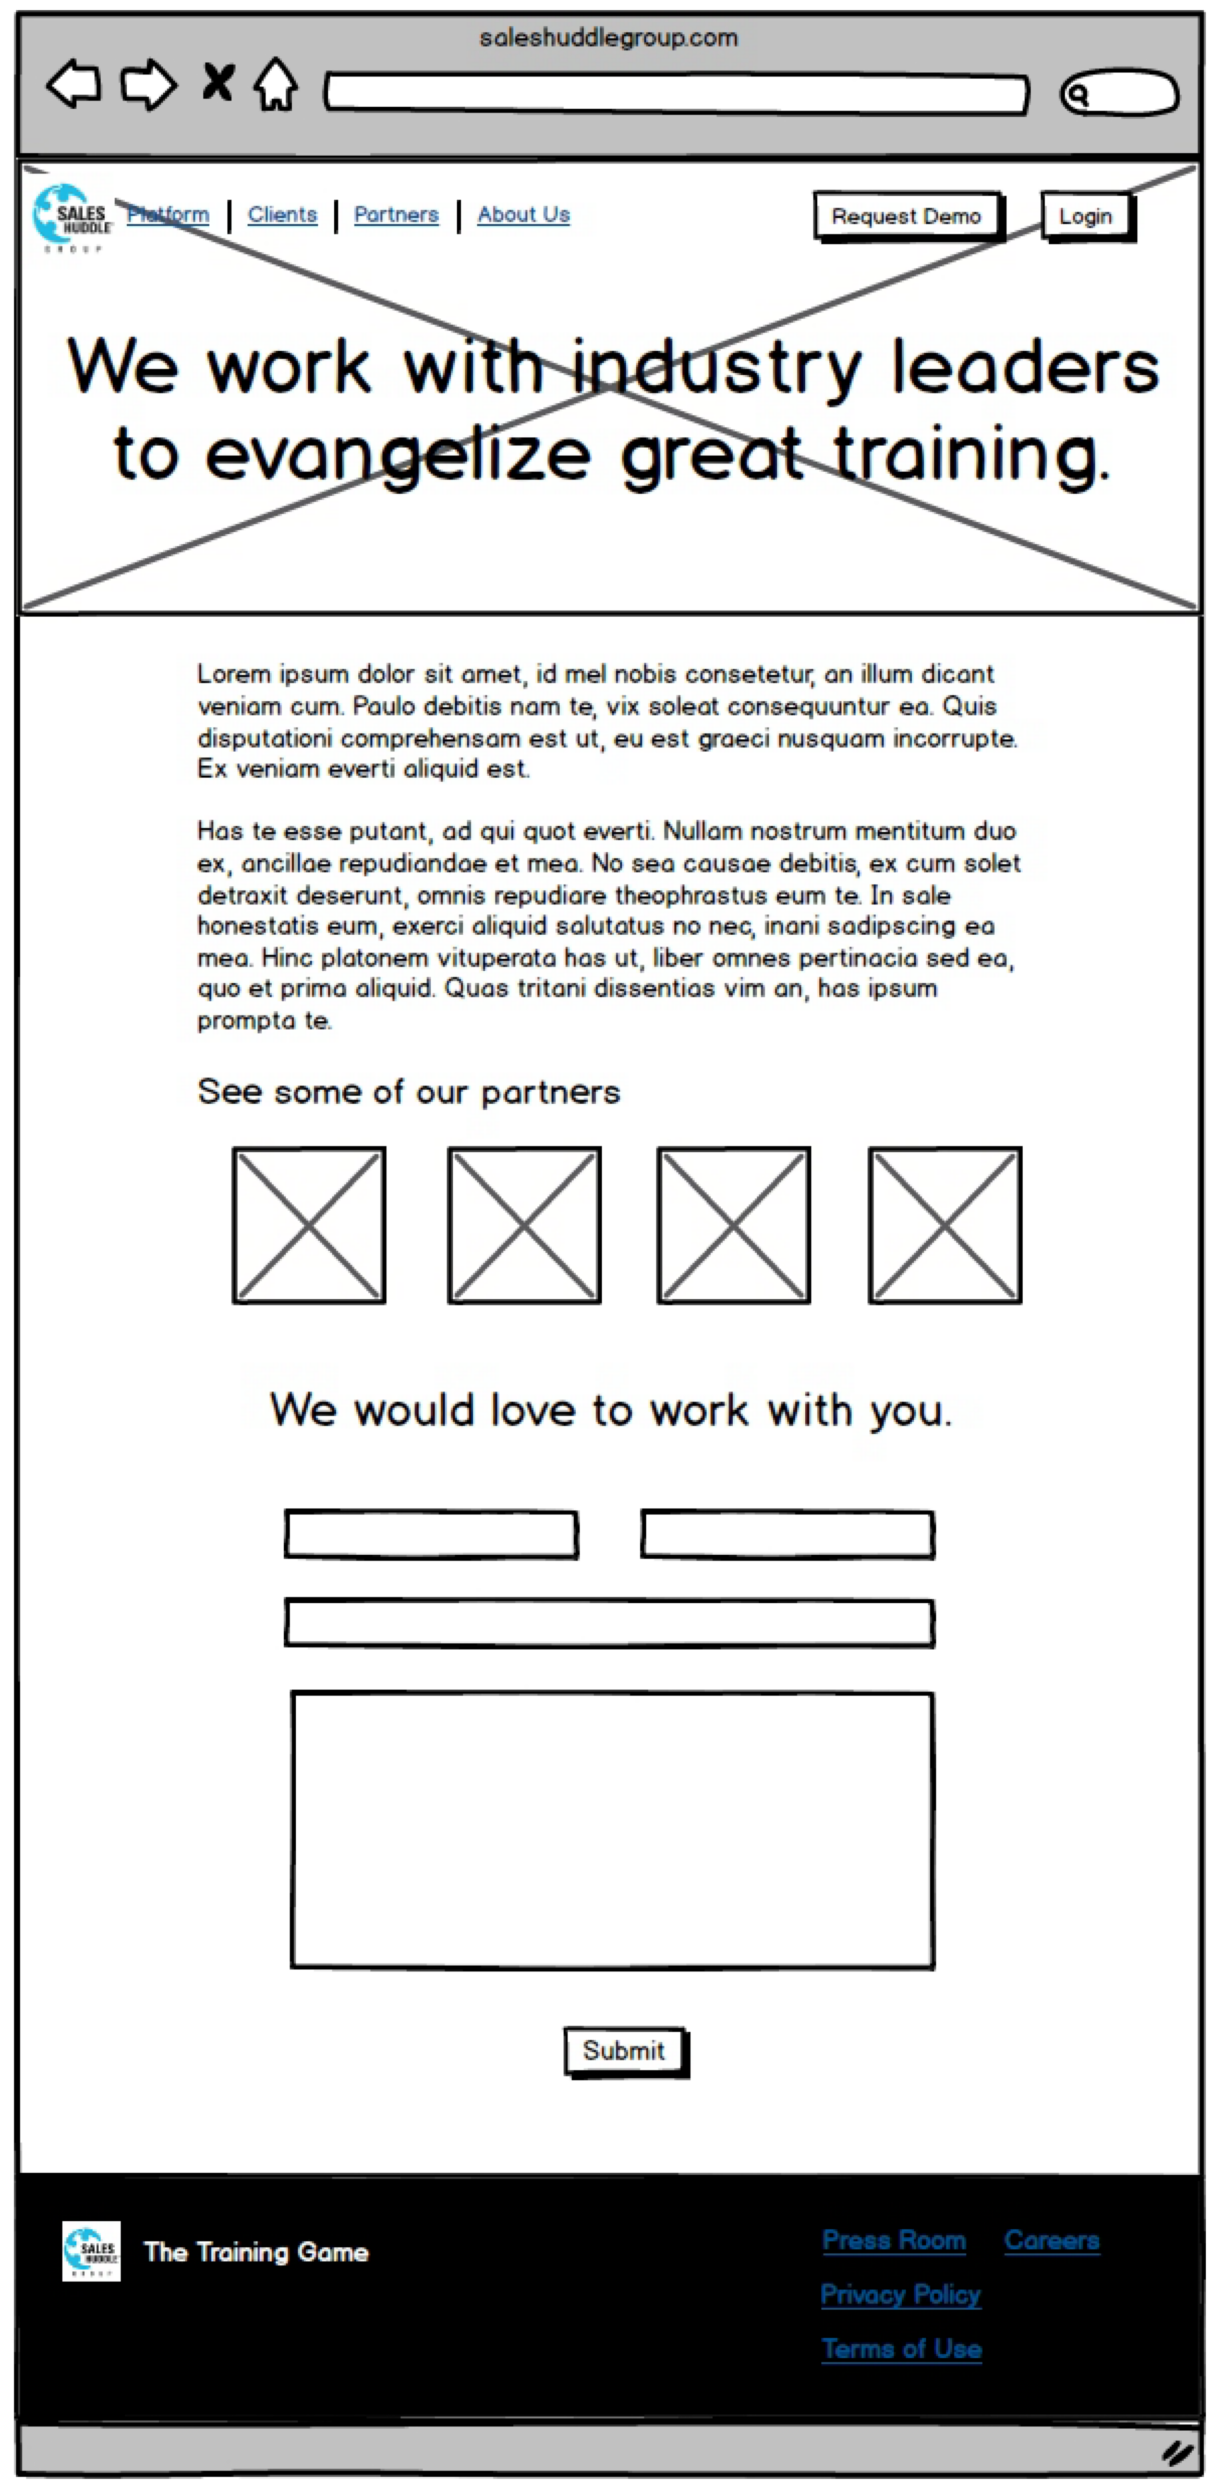 saleshuddlegroup.com
SALES
HUDDLE
GROUP
Platform | Clients | Partners | About Us
Request Demo
Login
We work with industry leaders
to evangelize great training.
Lorem ipsum dolor sit amet, id mel nobis consetetur, an illum dicant
veniam cum. Paulo debitis nam te, vix soleat consequuntur ea. Quis
disputationi comprehensam est ut, eu est graeci nusquam incorrupte.
Ex veniam everti aliquid est.
Has te esse putant, ad qui quot everti. Nullam nostrum mentitum duo
ex, ancillae repudiandae et mea. No sea causae debitis, ex cum solet
detraxit deserunt, omnis repudiare theophrastus eum te. In sale
honestatis eum, exerci aliquid salutatus no nec, inani sadipscing ea
mea. Hinc platonem vituperata has ut, liber omnes pertinacia sed ea,
quo et prima aliquid. Quas tritani dissentias vim an, has ipsum
prompta te.
See some of our partners
We would love to work with you.
Submit
SALES
HUDDLE
GROUP
The Training Game
Press Room Careers
Privacy Policy
Terms of Use